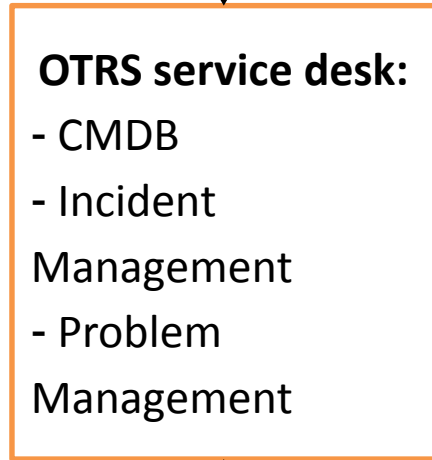 OTRS service desk:
- CMDB
- Incident
Management
- Problem
Management